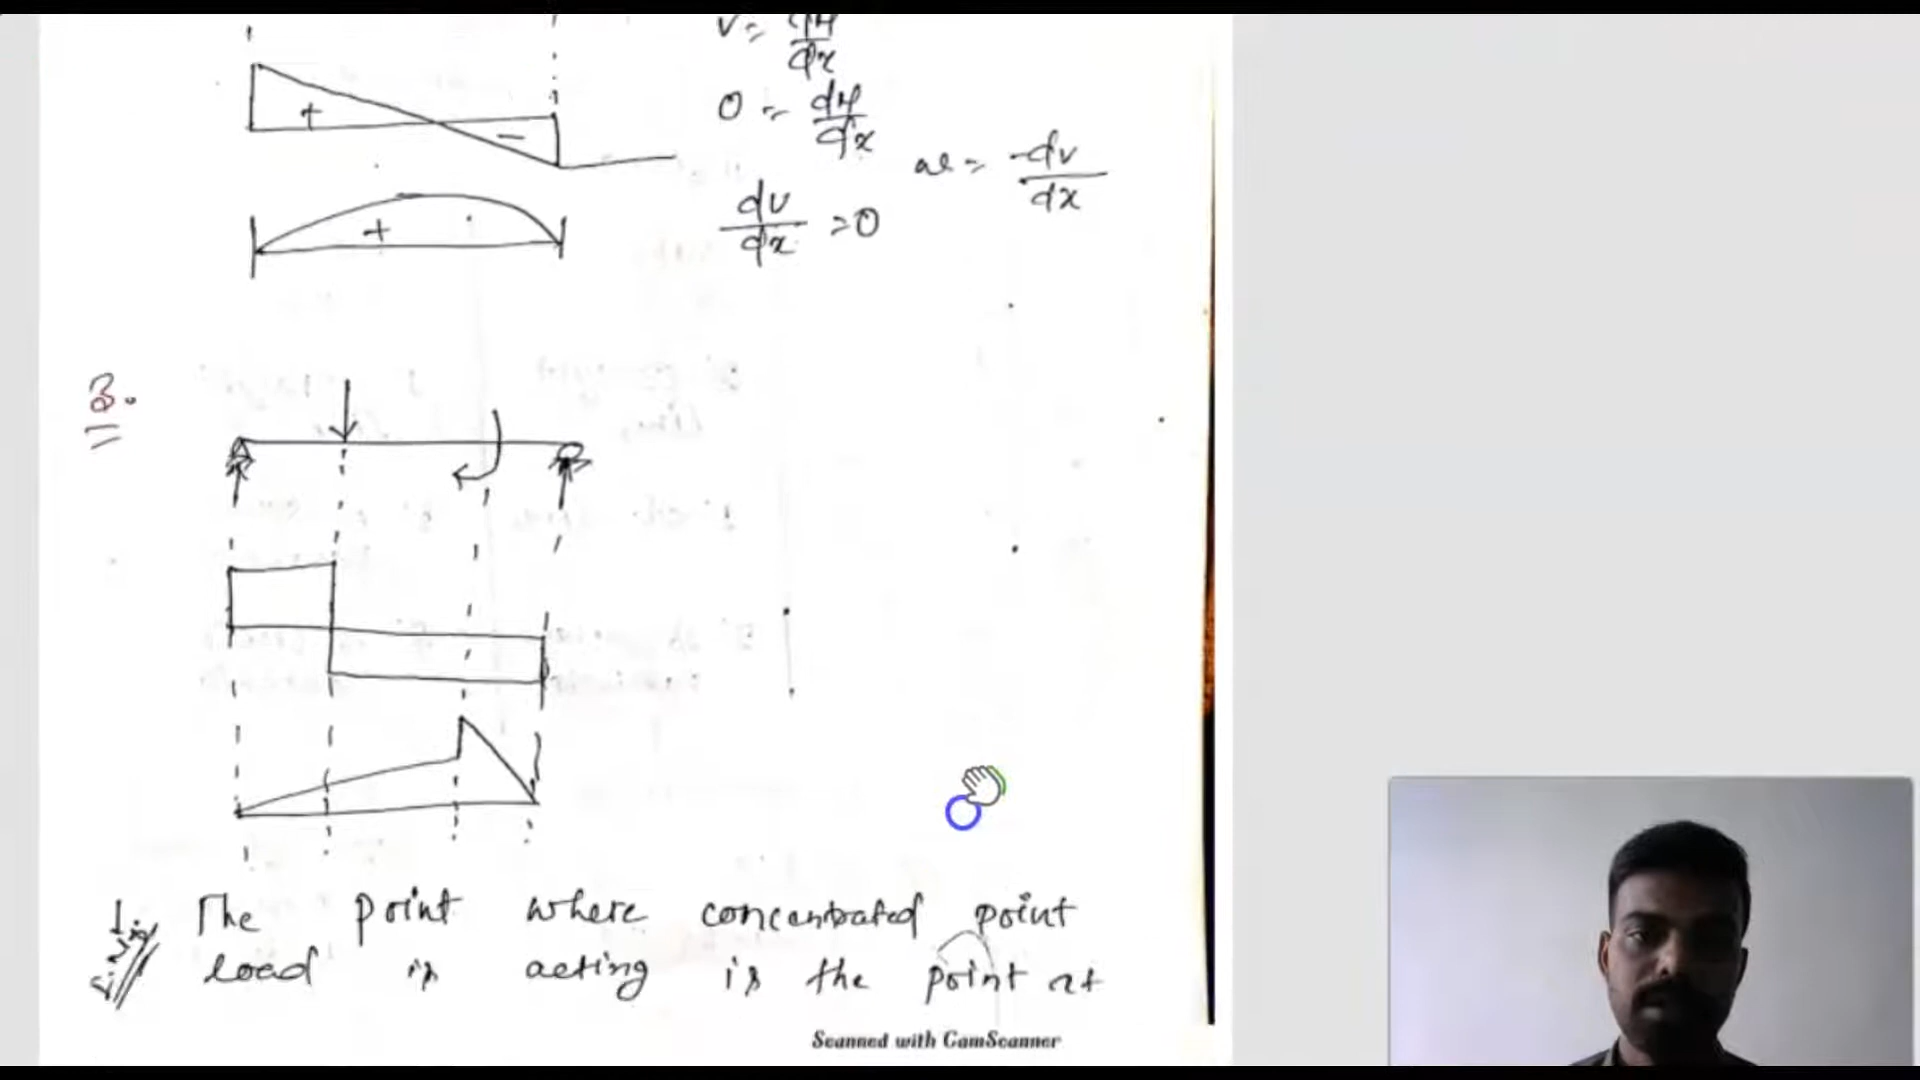 V = dM/dx
0 = dM/dx
w = -dv/dx
dv/dx = 0
+
-
+
3.
The point where concentrated point
load is acting is the point at
Scanned with CamScanner